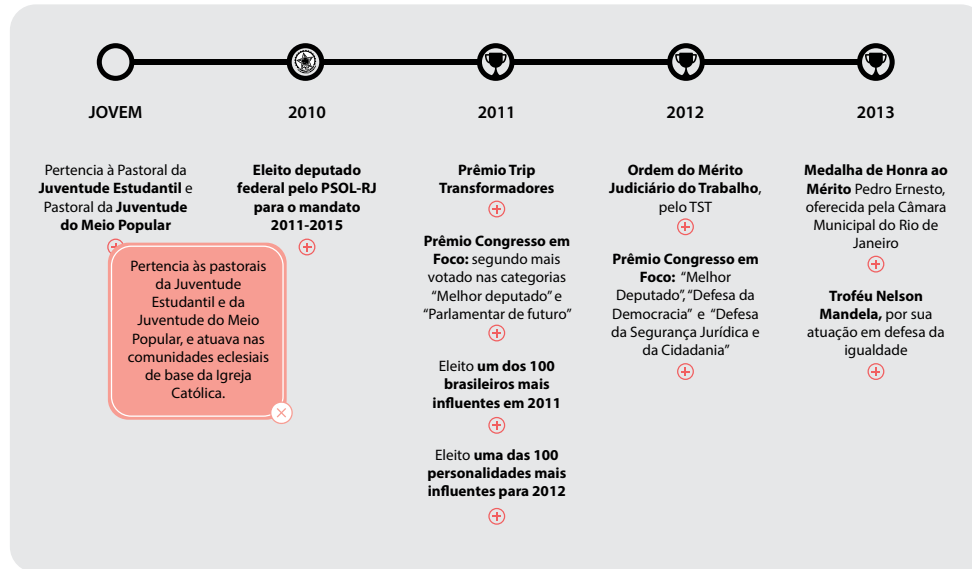 JOVEM
Pertencia à Pastoral da
Juventude Estudantil e
Pastoral da Juventude
do Meio Popular
Pertencia às pastorais
da Juventude
Estudantil e da
Juventude do Meio
Popular, e atuava nas
comunidades eclesiais
de base da Igreja
Católica.
2010
Eleito deputado
federal pelo PSOL-RJ
para o mandato
2011-2015
2011
Prêmio Trip
Transformadores
Prêmio Congresso em
Foco: segundo mais
votado nas categorias
“Melhor deputado” e
“Parlamentar de futuro”
Eleito um dos 100
brasileiros mais
influentes em 2011
Eleito uma das 100
personalidades mais
influentes para 2012
2012
Ordem do Mérito
Judiciário do Trabalho,
pelo TST
Prêmio Congresso em
Foco: “Melhor
Deputado”, “Defesa da
Democracia” e “Defesa
da Segurança Jurídica e
da Cidadania”
2013
Medalha de Honra ao
Mérito Pedro Ernesto,
oferecida pela Câmara
Municipal do Rio de
Janeiro
Troféu Nelson
Mandela, por sua
atuação em defesa da
igualdade